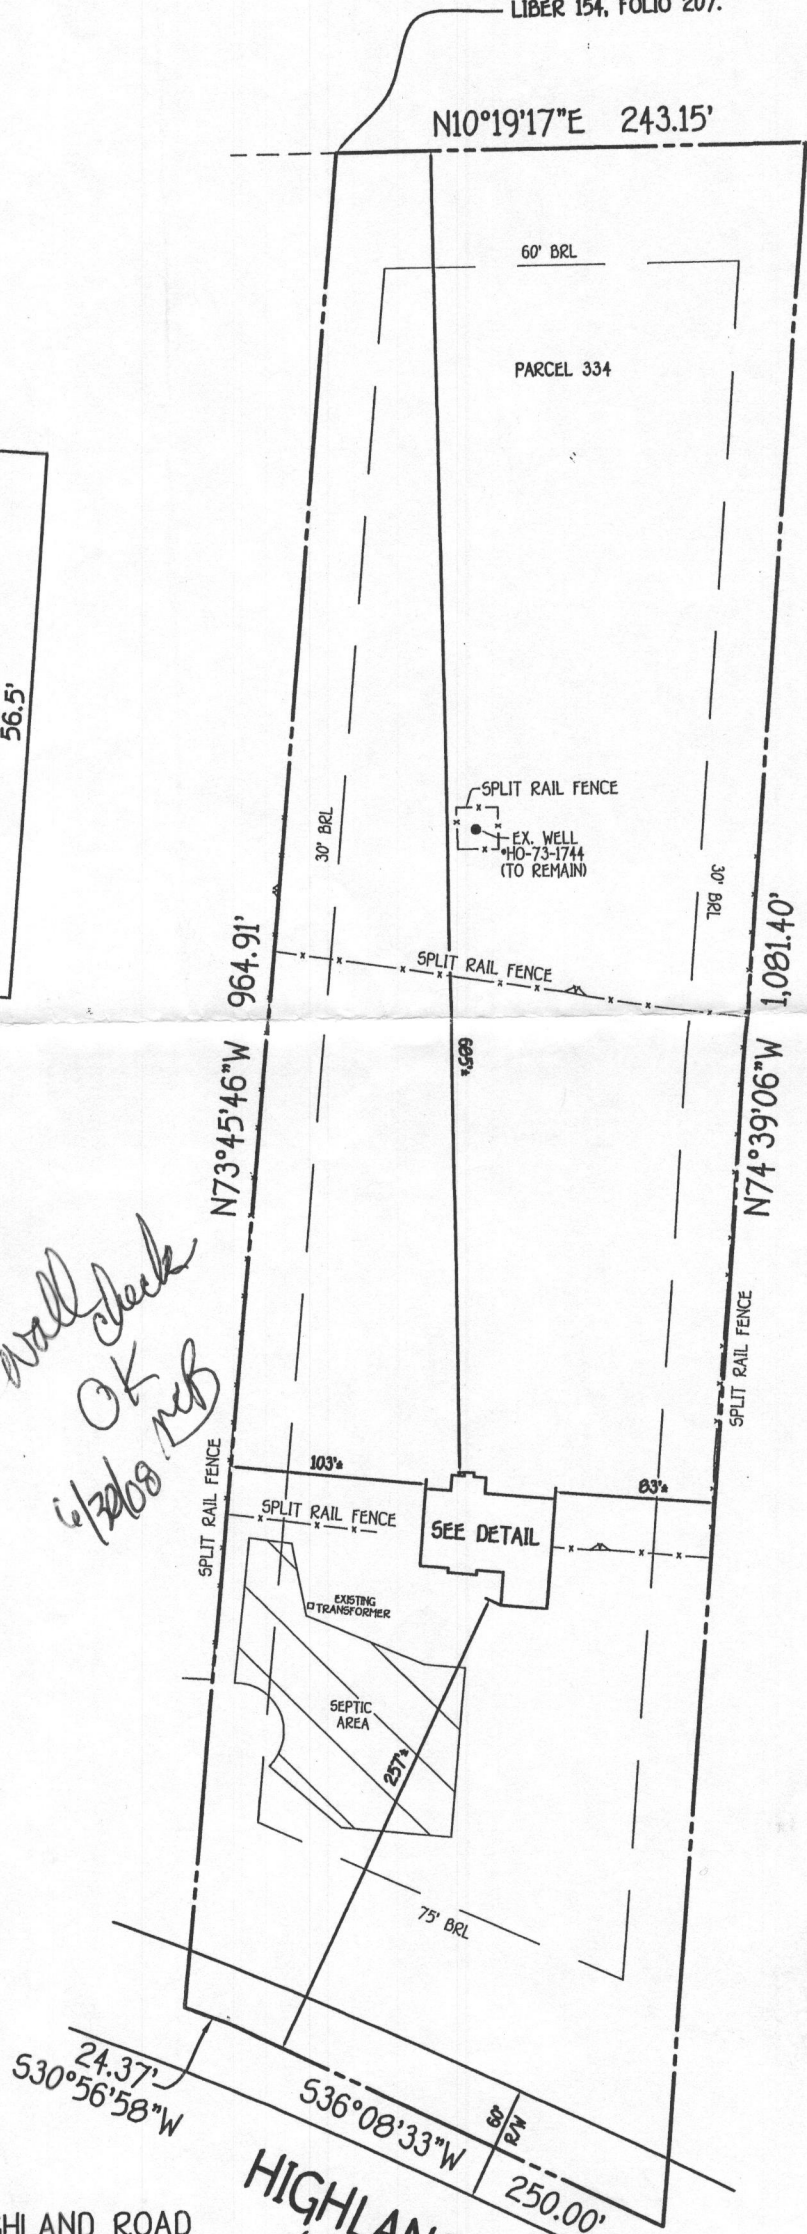 LIBER 154, FOLIO 207.
N10°19'17"E 243.15'
60' BRL
PARCEL 334
56.5'
SPLIT RAIL FENCE
EX. WELL
*HO-73-1744
(TO REMAIN)
30' BRL
30' BRL
N73°45'46"W 964.91'
SPLIT RAIL FENCE
N74°39'06"W 1,081.40'
Wall check
OK
6/30/08
SPLIT RAIL FENCE
SPLIT RAIL FENCE
103'±
83'±
SPLIT RAIL FENCE
SEE DETAIL
EXISTING
TRANSFORMER
SEPTIC
AREA
257'±
75' BRL
24.37'
S30°56'58"W
S36°08'33"W
60'
R/W
250.00'
HIGHLAN
HLAND ROAD